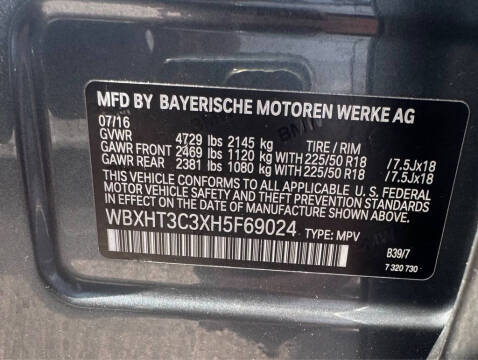 MFD BY BAYERISCHE MOTOREN WERKE AG
07/16
GVWR 4729 lbs 2145 kg TIRE / RIM
GAWR FRONT 2469 lbs 1120 kg WITH 225/50 R18 /7.5Jx18
GAWR REAR 2381 lbs 1080 kg WITH 225/50 R18 /7.5Jx18
THIS VEHICLE CONFORMS TO ALL APPLICABLE U.S. FEDERAL
MOTOR VEHICLE SAFETY, BUMPER, AND THEFT PREVENTION STANDARDS
IN EFFECT ON THE DATE OF MANUFACTURE SHOWN ABOVE.
WBXHT3C3XH5F69024 TYPE: MPV
B39/7
7 320 730